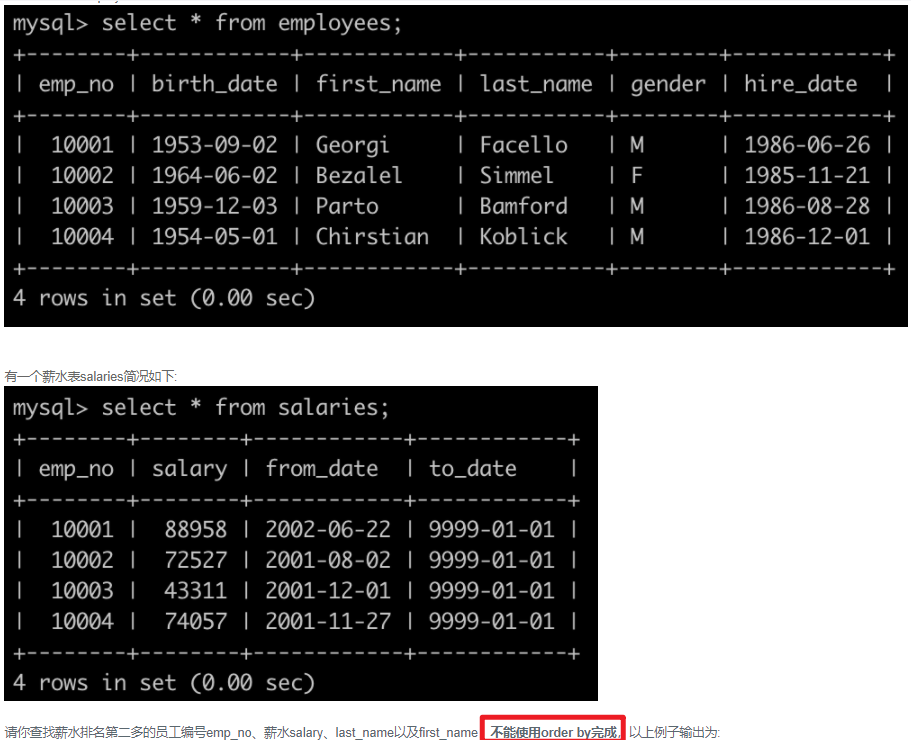 mysql> select * from employees;
+--------+------------+------------+-----------+--------+------------+
| emp_no | birth_date | first_name | last_name | gender | hire_date |
+--------+------------+------------+-----------+--------+------------+
| 10001 | 1953-09-02 | Georgi | Facello | M | 1986-06-26 |
| 10002 | 1964-06-02 | Bezalel | Simmel | F | 1985-11-21 |
| 10003 | 1959-12-03 | Parto | Bamford | M | 1986-08-28 |
| 10004 | 1954-05-01 | Chirstian | Koblick | M | 1986-12-01 |
+--------+------------+------------+-----------+--------+------------+
4 rows in set (0.00 sec)
有一个薪水表salaries简况如下:
mysql> select * from salaries;
+--------+--------+------------+------------+
| emp_no | salary | from_date | to_date |
+--------+--------+------------+------------+
| 10001 | 88958 | 2002-06-22 | 9999-01-01 |
| 10002 | 72527 | 2001-08-02 | 9999-01-01 |
| 10003 | 43311 | 2001-12-01 | 9999-01-01 |
| 10004 | 74057 | 2001-11-27 | 9999-01-01 |
+--------+--------+------------+------------+
4 rows in set (0.00 sec)
请你查找薪水排名第二多的员工编号emp_no、薪水salary、last_name以及first_name 不能使用order by完成, 以上例子输出为: